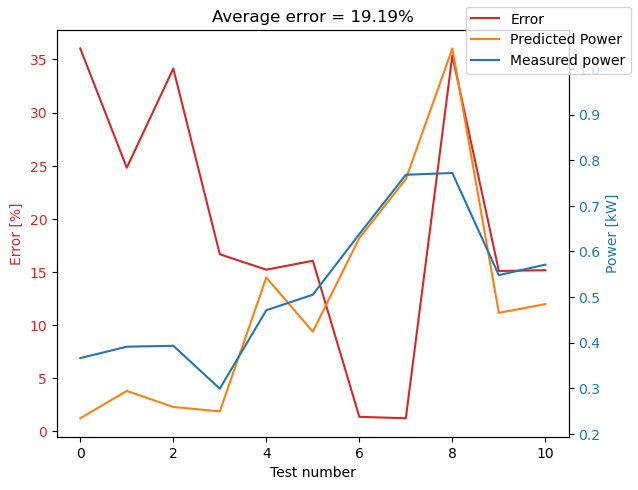 Average error = 19.19%
Error
Predicted Power
Measured power
35
30
25
20
15
10
5
0
Error [%]
1.0
0.9
0.8
0.7
0.6
0.5
0.4
0.3
0.2
Power [kW]
0 2 4 6 8 10
Test number